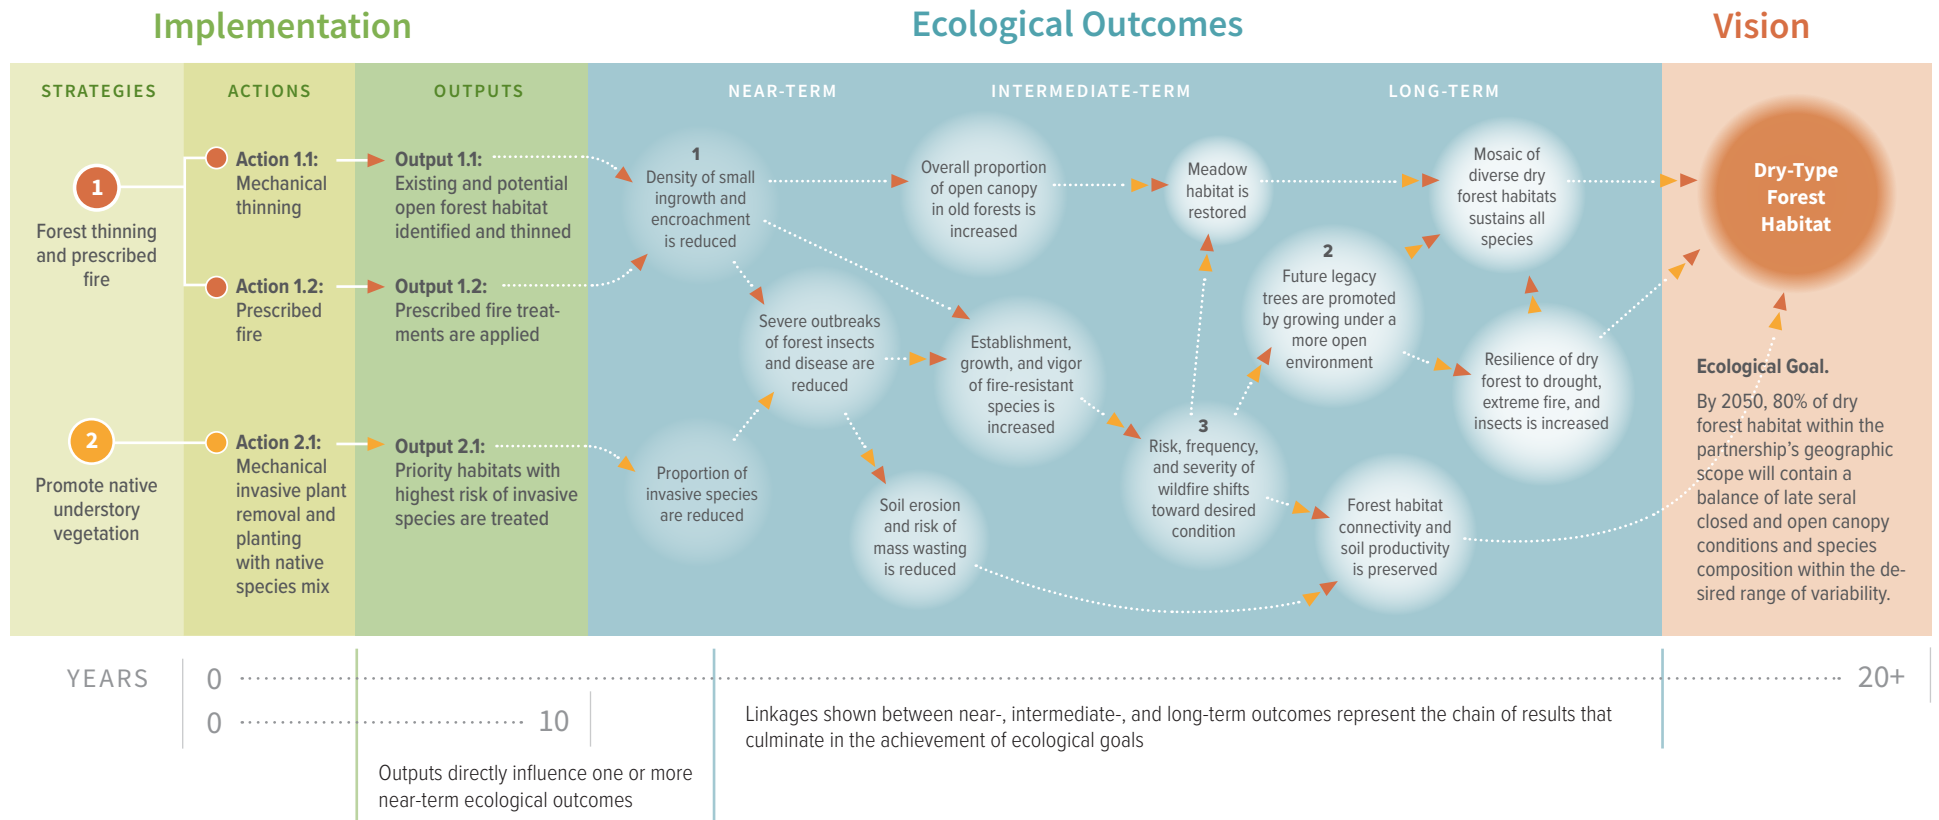 Implementation
Ecological Outcomes
Vision
STRATEGIES
ACTIONS
OUTPUTS
NEAR-TERM
INTERMEDIATE-TERM
LONG-TERM
1
Forest thinning
and prescribed
fire
2
Promote native
understory
vegetation
Action 1.1:
Mechanical
thinning
Action 1.2:
Prescribed
fire
Action 2.1:
Mechanical
invasive plant
removal and
planting
with native
species mix
Output 1.1:
Existing and potential
open forest habitat
identified and thinned
Output 1.2:
Prescribed fire treat-
ments are applied
Output 2.1:
Priority habitats with
highest risk of invasive
species are treated
1
Density of small
ingrowth and
encroachment
is reduced
Severe outbreaks
of forest insects
and disease are
reduced
Proportion of
invasive species
are reduced
Overall proportion
of open canopy
in old forests is
increased
Establishment,
growth, and vigor
of fire-resistant
species is
increased
Soil erosion
and risk of
mass wasting
is reduced
Meadow
habitat is
restored
2
Future legacy
trees are promoted
by growing under a
more open
environment
3
Risk, frequency,
and severity of
wildfire shifts
toward desired
condition
Mosaic of
diverse dry
forest habitats
sustains all
species
Resilience of dry
forest to drought,
extreme fire, and
insects is increased
Forest habitat
connectivity and
soil productivity
is preserved
Dry-Type
Forest
Habitat
Ecological Goal.
By 2050, 80% of dry
forest habitat within the
partnership's geographic
scope will contain a
balance of late seral
closed and open canopy
conditions and species
composition within the de-
sired range of variability.
YEARS
0
20+
0
10
Linkages shown between near-, intermediate-, and long-term outcomes represent the chain of results that
culminate in the achievement of ecological goals
Outputs directly influence one or more
near-term ecological outcomes